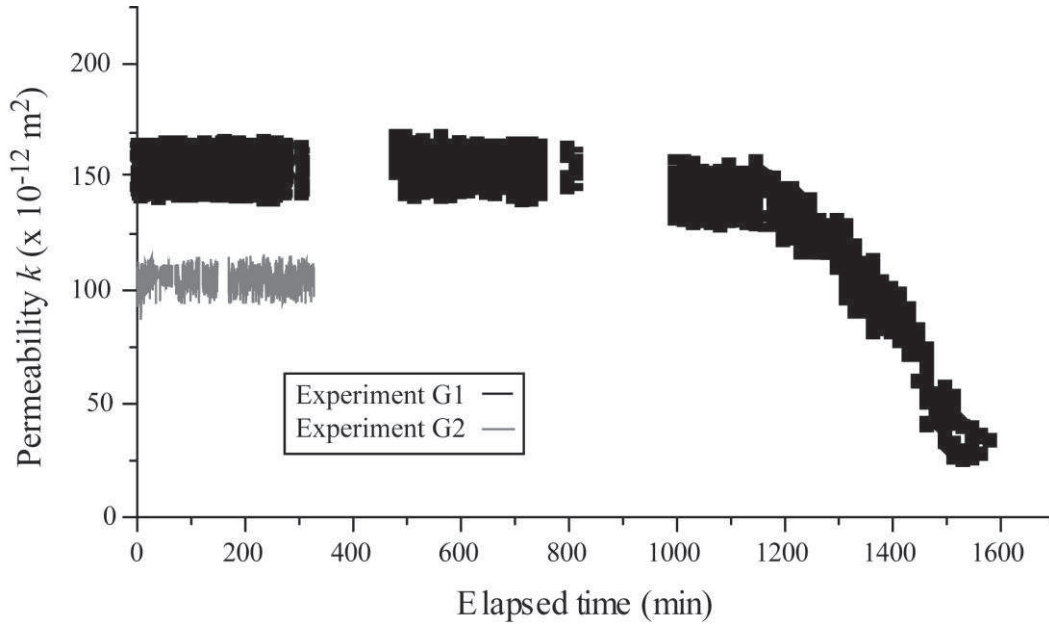 Permeability k (x 10⁻¹² m²)
200
150
100
50
0
Experiment G1
Experiment G2
0 200 400 600 800 1000 1200 1400 1600
Elapsed time (min)